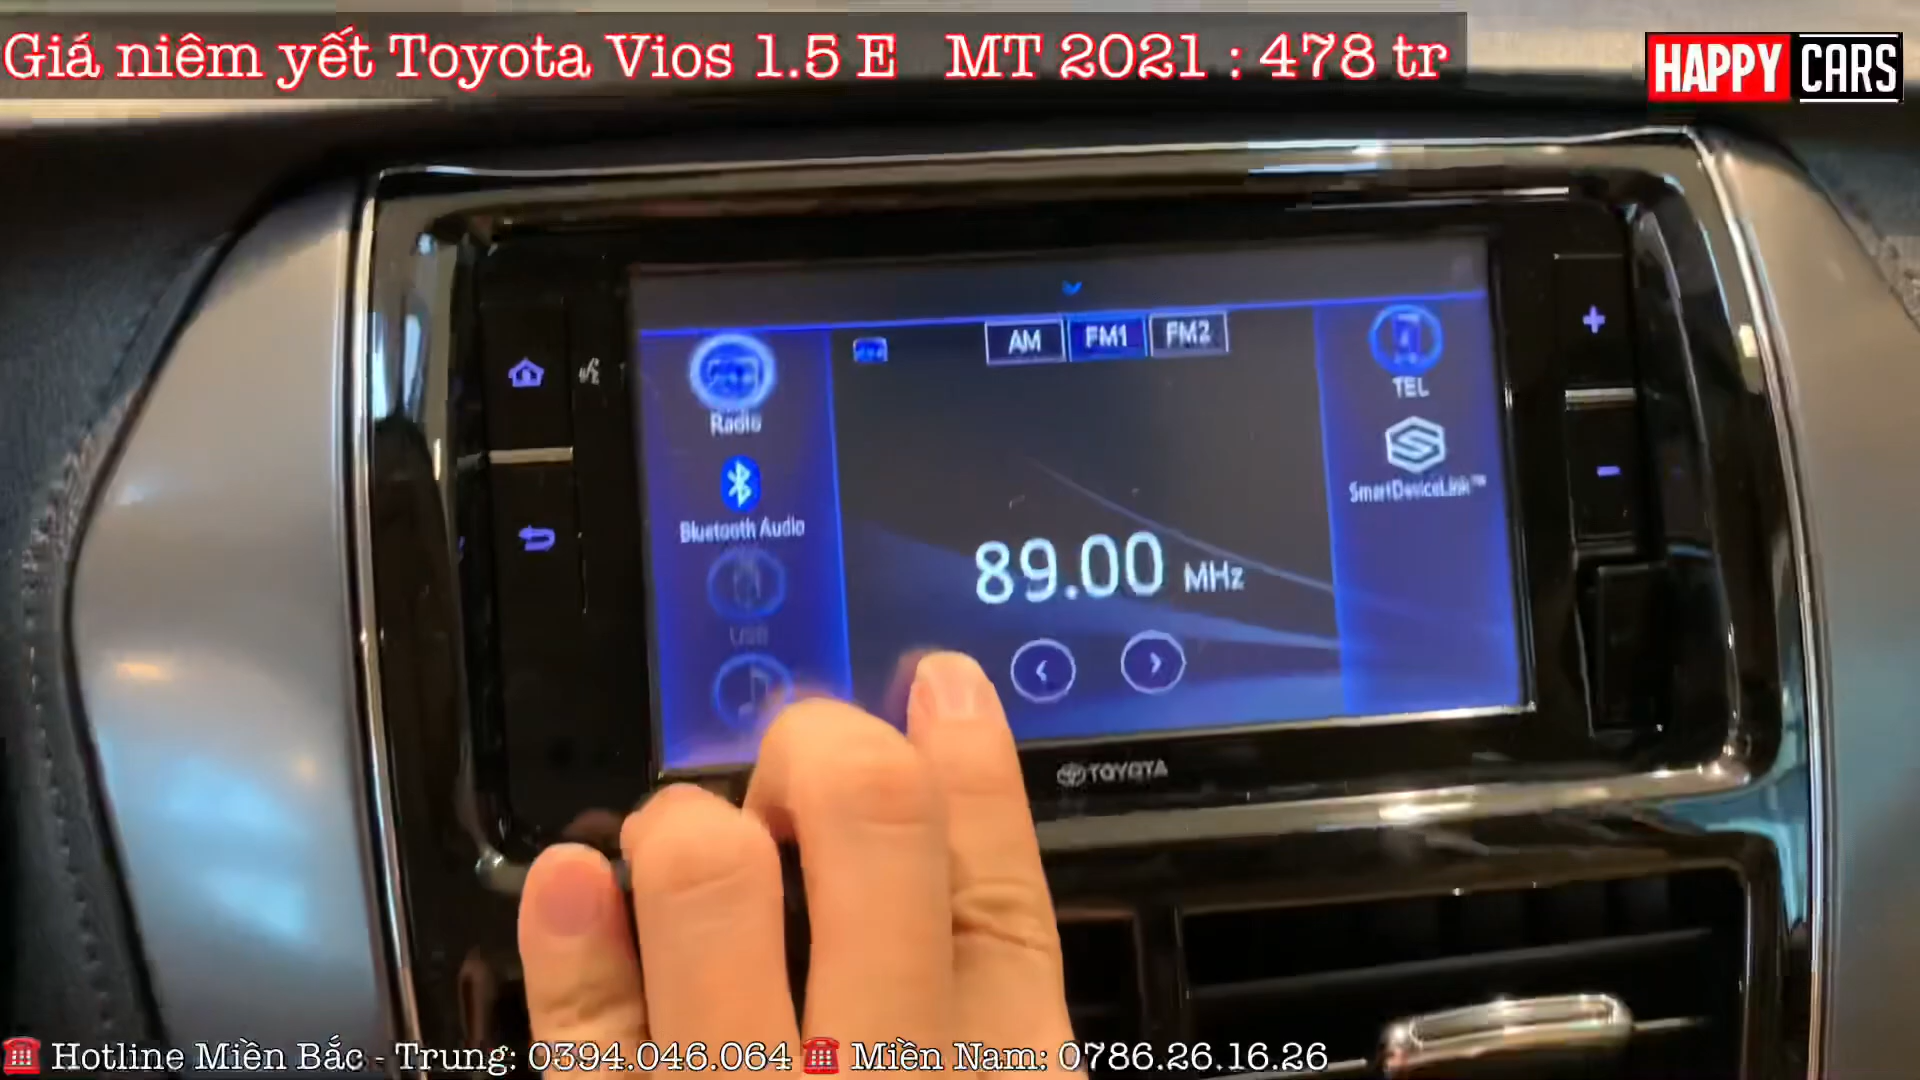 Giá niêm yết Toyota Vios 1.5 E MT 2021 : 478 tr
HAPPY CARS
AM FM1 FM2
Radio
TEL
Bluetooth Audio
SmartDeviceLink™
89.00 MHz
USB
TOYOTA
☎ Hotline Miền Bắc - Trung: 0394.046.064 ☎ Miền Nam: 0786.26.16.26